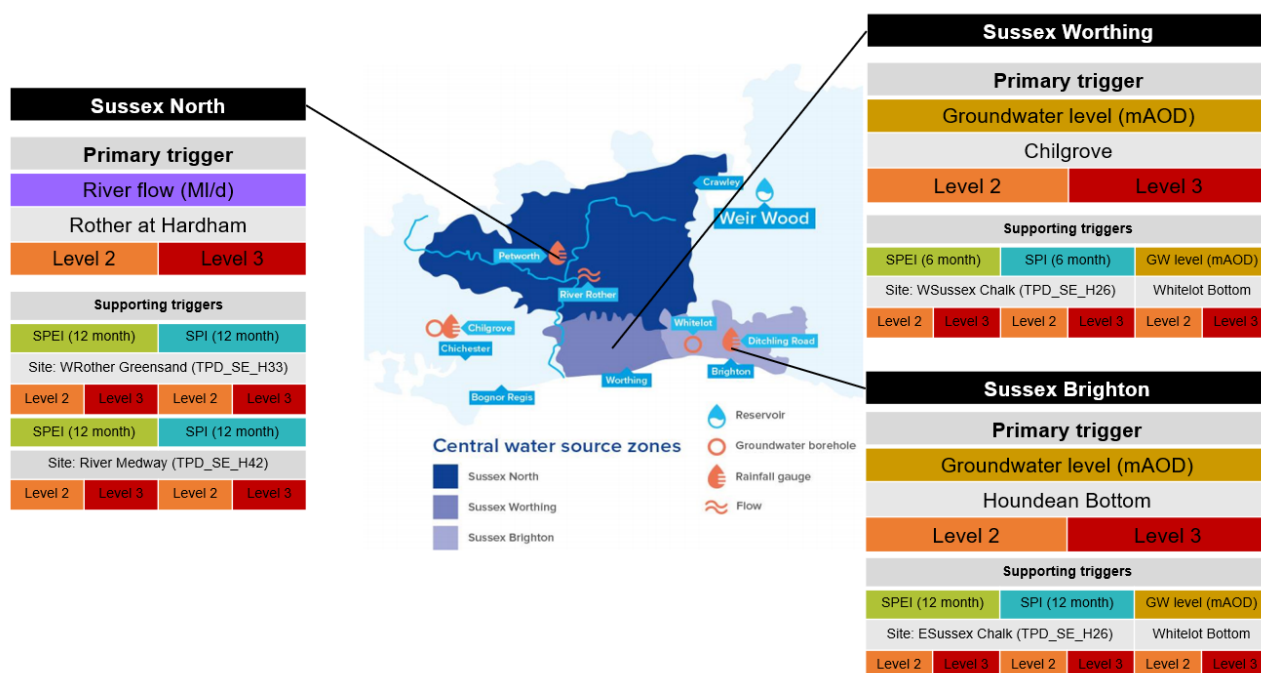 Sussex North
Primary trigger
River flow (Ml/d)
Rother at Hardham
Level 2 Level 3
Supporting triggers
SPEI (12 month) SPI (12 month)
Site: WRother Greensand (TPD_SE_H33)
Level 2 Level 3 Level 2 Level 3
SPEI (12 month) SPI (12 month)
Site: River Medway (TPD_SE_H42)
Level 2 Level 3 Level 2 Level 3
Crawley
Weir Wood
Petworth
River Rother
Chilgrove
Chichester
Whitelot
Ditchling Road
Brighton
Worthing
Bognor Regis
Central water source zones
Sussex North
Sussex Worthing
Sussex Brighton
Reservoir
Groundwater borehole
Rainfall gauge
Flow
Sussex Worthing
Primary trigger
Groundwater level (mAOD)
Chilgrove
Level 2 Level 3
Supporting triggers
SPEI (6 month) SPI (6 month) GW level (mAOD)
Site: WSussex Chalk (TPD_SE_H26) Whitelot Bottom
Level 2 Level 3 Level 2 Level 3 Level 2 Level 3
Sussex Brighton
Primary trigger
Groundwater level (mAOD)
Houndean Bottom
Level 2 Level 3
Supporting triggers
SPEI (12 month) SPI (12 month) GW level (mAOD)
Site: ESussex Chalk (TPD_SE_H26) Whitelot Bottom
Level 2 Level 3 Level 2 Level 3 Level 2 Level 3